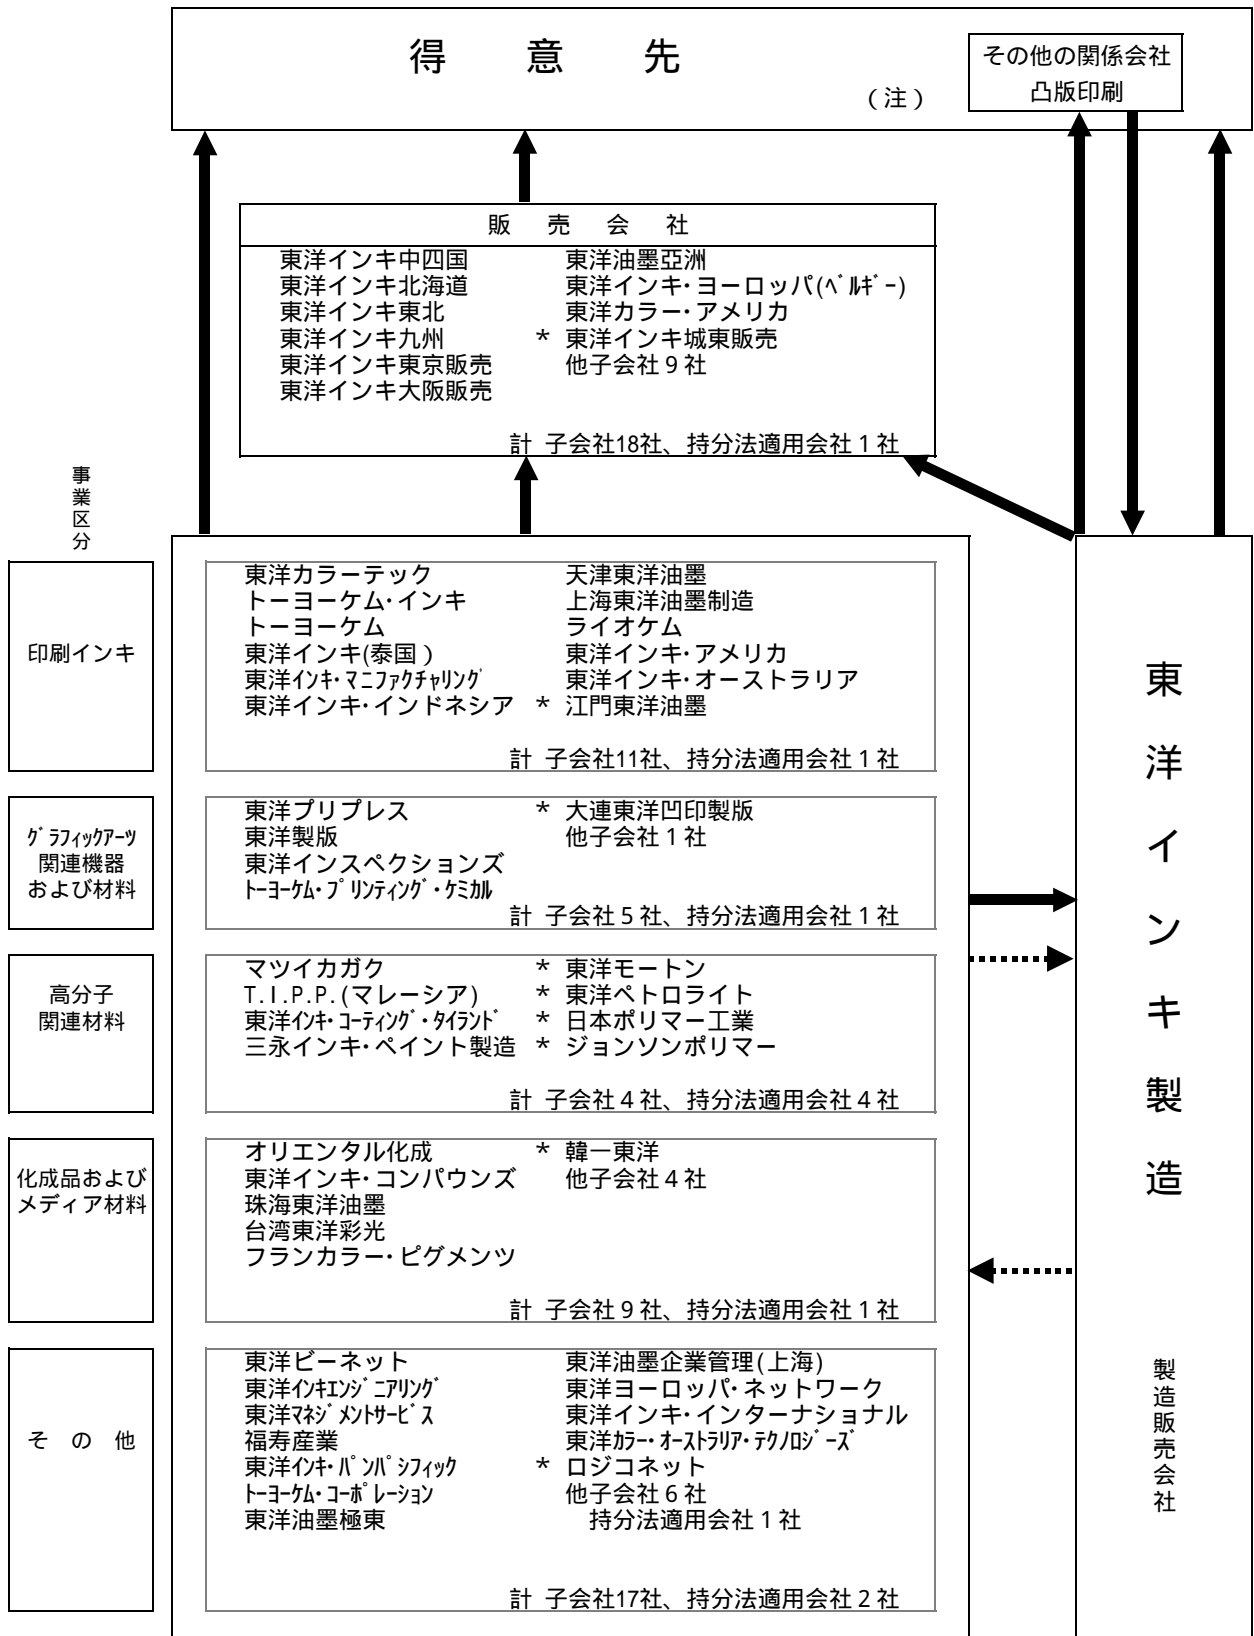 得　意　先
その他の関係会社
凸版印刷
(注)
販　売　会　社
東洋インキ中四国　東洋油墨亞洲
東洋インキ北海道　東洋インキ・ヨーロッパ(ﾍﾞﾙｷﾞｰ)
東洋インキ東北　東洋カラー・アメリカ
東洋インキ九州　* 東洋インキ城東販売
東洋インキ東京販売　他子会社９社
東洋インキ大阪販売
計 子会社18社、持分法適用会社１社
事業区分
印刷インキ
東洋カラーテック　天津東洋油墨
トーヨーケム・インキ　上海東洋油墨制造
トーヨーケム　ライオケム
東洋インキ(泰国)　東洋インキ・アメリカ
東洋ｲﾝｷ・ﾏﾆﾌｧｸﾁｬﾘﾝｸﾞ　東洋インキ・オーストラリア
東洋インキ・インドネシア　* 江門東洋油墨
計 子会社11社、持分法適用会社１社
ｸﾞﾗﾌｨｯｸｱｰﾂ
関連機器
および材料
東洋プリプレス　* 大連東洋凹印製版
東洋製版　他子会社１社
東洋インスペクションズ
ﾄｰﾖｰｹﾑ・ﾌﾟﾘﾝﾃｨﾝｸﾞ・ｹﾐｶﾙ
計 子会社５社、持分法適用会社１社
高分子
関連材料
マツイカガク　* 東洋モートン
T.I.P.P.(マレーシア)　* 東洋ペトロライト
東洋ｲﾝｷ・ｺｰﾃｨﾝｸﾞ・ﾀｲﾗﾝﾄﾞ　* 日本ポリマー工業
三永インキ・ペイント製造　* ジョンソンポリマー
計 子会社４社、持分法適用会社４社
化成品および
メディア材料
オリエンタル化成　* 韓一東洋
東洋インキ・コンパウンズ　他子会社４社
珠海東洋油墨
台湾東洋彩光
フランカラー・ピグメンツ
計 子会社９社、持分法適用会社１社
そ　の　他
東洋ビーネット　東洋油墨企業管理(上海)
東洋ｲﾝｷｴﾝｼﾞﾆｱﾘﾝｸﾞ　東洋ヨーロッパ・ネットワーク
東洋ﾏﾈｼﾞﾒﾝﾄｻｰﾋﾞｽ　東洋インキ・インターナショナル
福寿産業　東洋ｶﾗｰ・ｵｰｽﾄﾗﾘｱ・ﾃｸﾉﾛｼﾞｰｽﾞ
東洋ｲﾝｷ・ﾊﾟﾝﾊﾟｼﾌｨｯｸ　* ロジコネット
ﾄｰﾖｰｹﾑ・ｺｰﾎﾟﾚｰｼｮﾝ　他子会社６社
東洋油墨極東　持分法適用会社１社
計 子会社17社、持分法適用会社２社
東洋インキ製造
製造販売会社